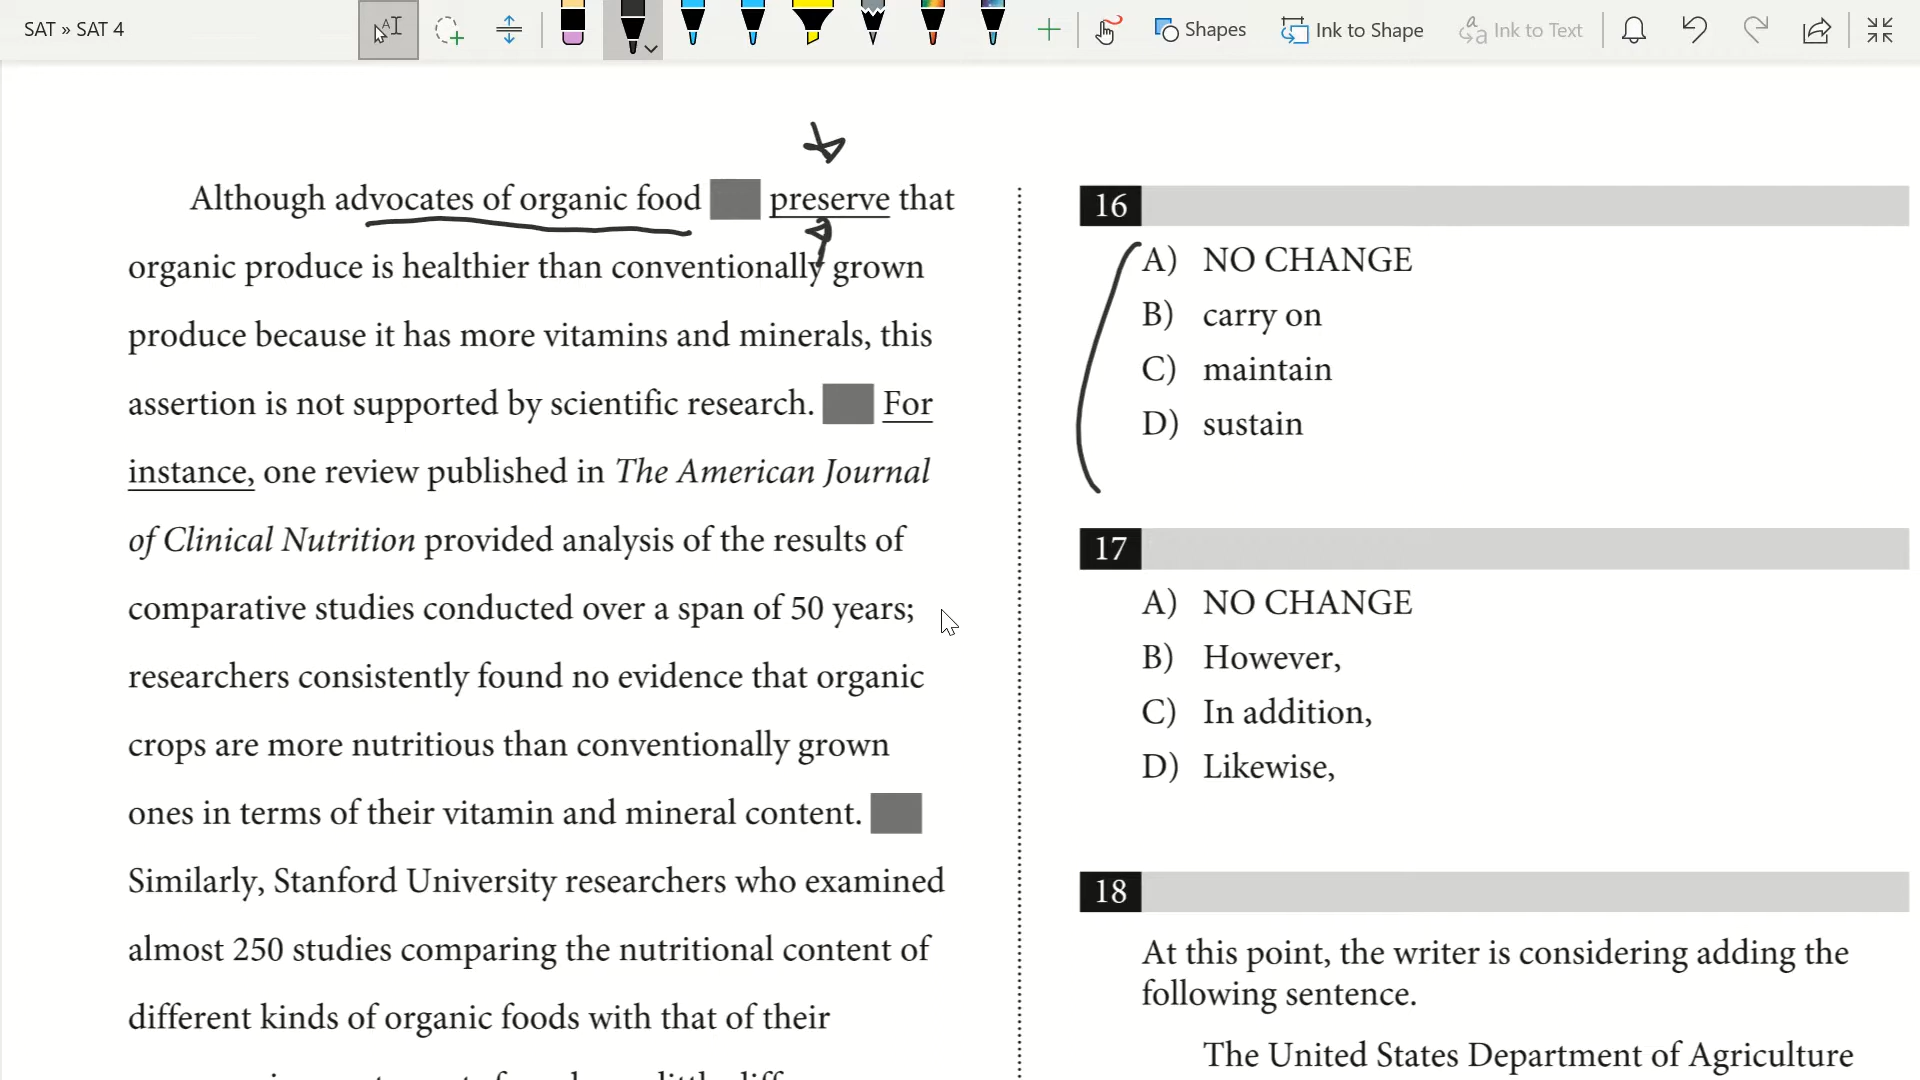 SAT » SAT 4
Shapes
Ink to Shape
Ink to Text
Although advocates of organic food preserve that
organic produce is healthier than conventionally grown
produce because it has more vitamins and minerals, this
assertion is not supported by scientific research. For
instance, one review published in The American Journal
of Clinical Nutrition provided analysis of the results of
comparative studies conducted over a span of 50 years;
researchers consistently found no evidence that organic
crops are more nutritious than conventionally grown
ones in terms of their vitamin and mineral content.
Similarly, Stanford University researchers who examined
almost 250 studies comparing the nutritional content of
different kinds of organic foods with that of their
16
A) NO CHANGE
B) carry on
C) maintain
D) sustain
17
A) NO CHANGE
B) However,
C) In addition,
D) Likewise,
18
At this point, the writer is considering adding the
following sentence.
The United States Department of Agriculture